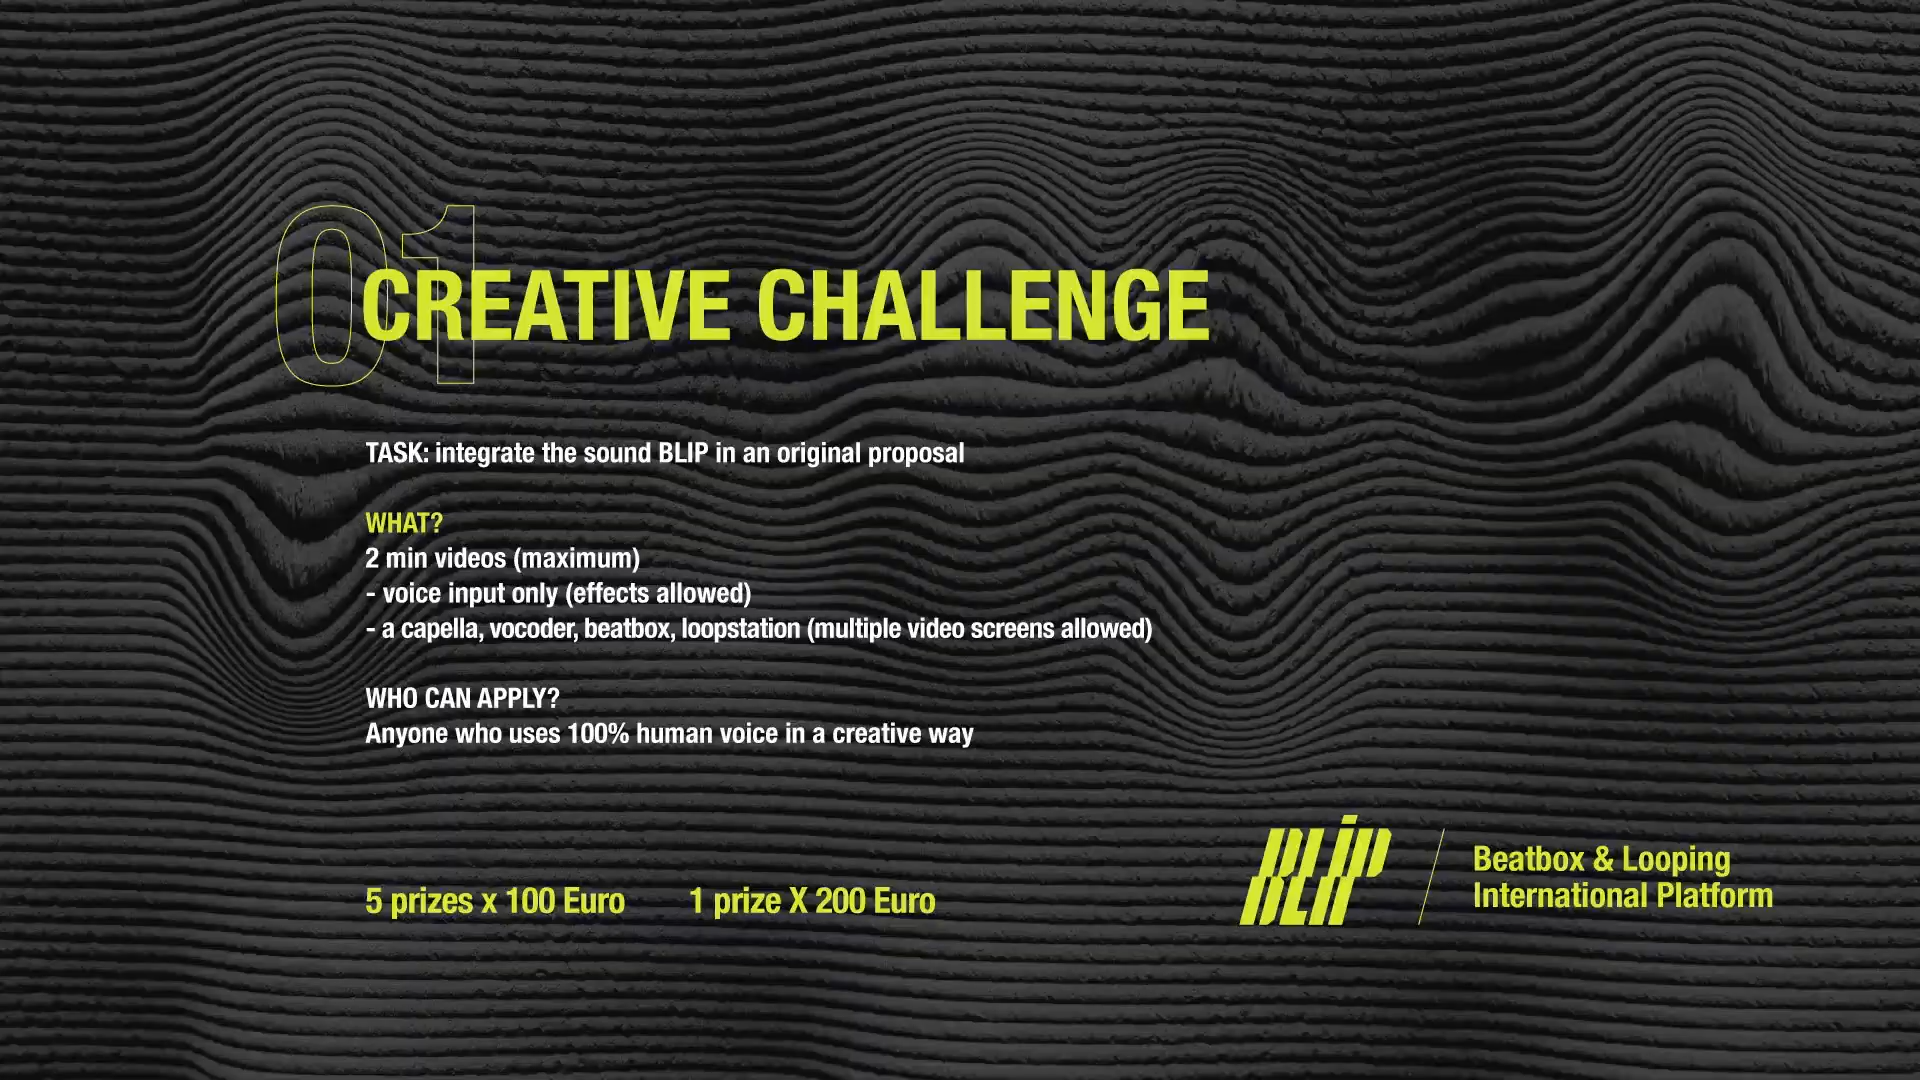 01
CREATIVE CHALLENGE
TASK: integrate the sound BLIP in an original proposal
WHAT?
2 min videos (maximum)
- voice input only (effects allowed)
- a capella, vocoder, beatbox, loopstation (multiple video screens allowed)
WHO CAN APPLY?
Anyone who uses 100% human voice in a creative way
5 prizes x 100 Euro
1 prize X 200 Euro
BLIP
Beatbox & Looping
International Platform